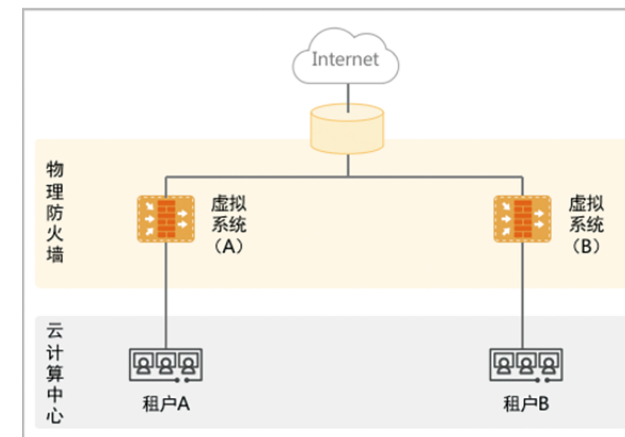 Internet
物理防火墙
虚拟
系统
（A）
虚拟
系统
（B）
云计算中心
租户A
租户B